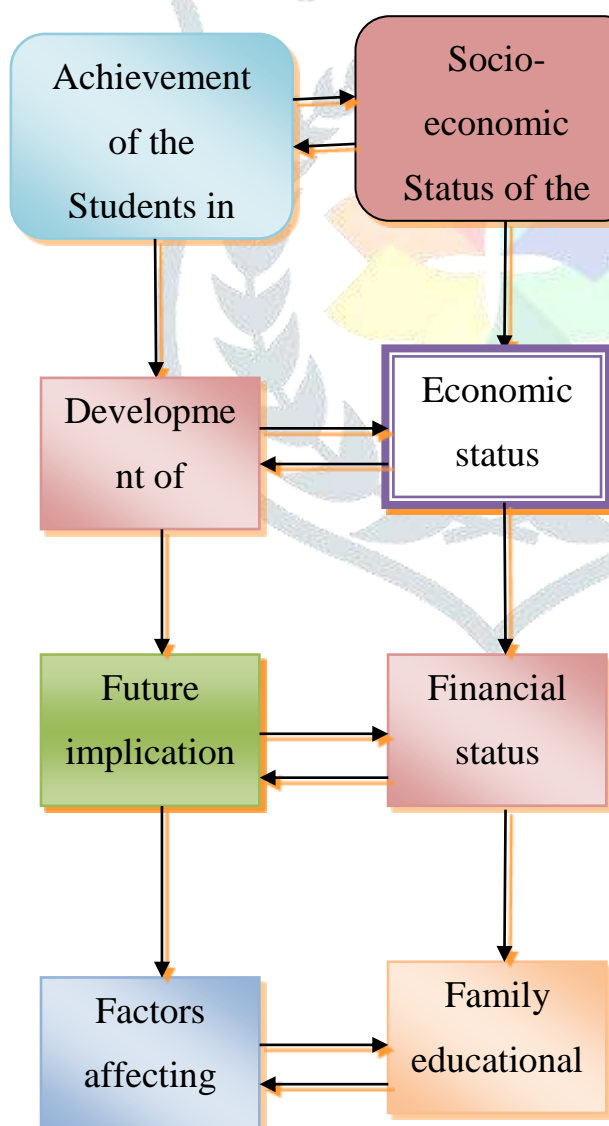 Achievement
of the
Students in
Socio-
economic
Status of the
Developme
nt of
Economic
status
Future
implication
Financial
status
Factors
affecting
Family
educational